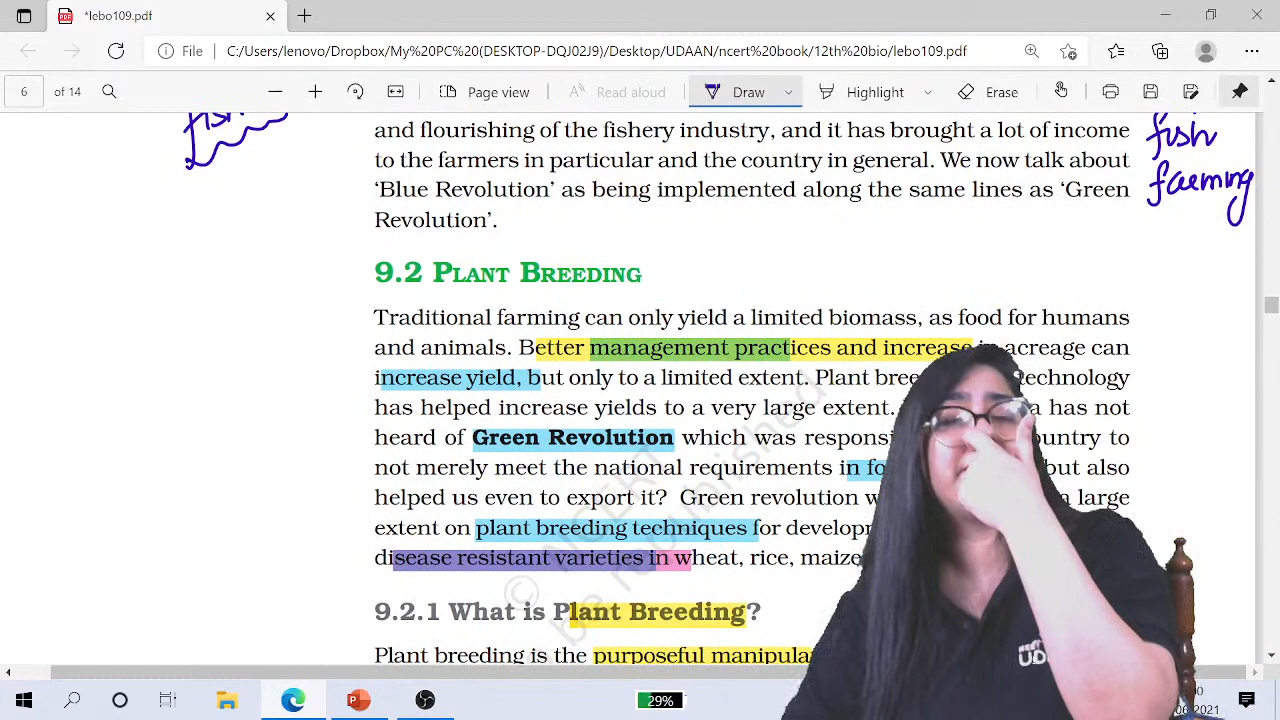 *lebo109.pdf
File C:/Users/lenovo/Dropbox/My%20PC%20(DESKTOP-DQJ02J9)/Desktop/UDAAN/ncert%20book/12th%20bio/lebo109.pdf
6 of 14 Page view Read aloud Draw Highlight Erase
fish
and flourishing of the fishery industry, and it has brought a lot of income
fish
to the farmers in particular and the country in general. We now talk about
'Blue Revolution' as being implemented along the same lines as 'Green
farming
Revolution'.
9.2 PLANT BREEDING
Traditional farming can only yield a limited biomass, as food for humans
and animals. Better management practices and increase in acreage can
increase yield, but only to a limited extent. Plant technology
has helped increase yields to a very large extent. has not
heard of Green Revolution which was to
not merely meet the national requirements in but also
helped us even to export it? Green revolution large
extent on plant breeding techniques for
disease resistant varieties in wheat, rice, maize
© NCERT
be republished
9.2.1 What is Plant Breeding?
Plant breeding is the purposeful
29%
2021